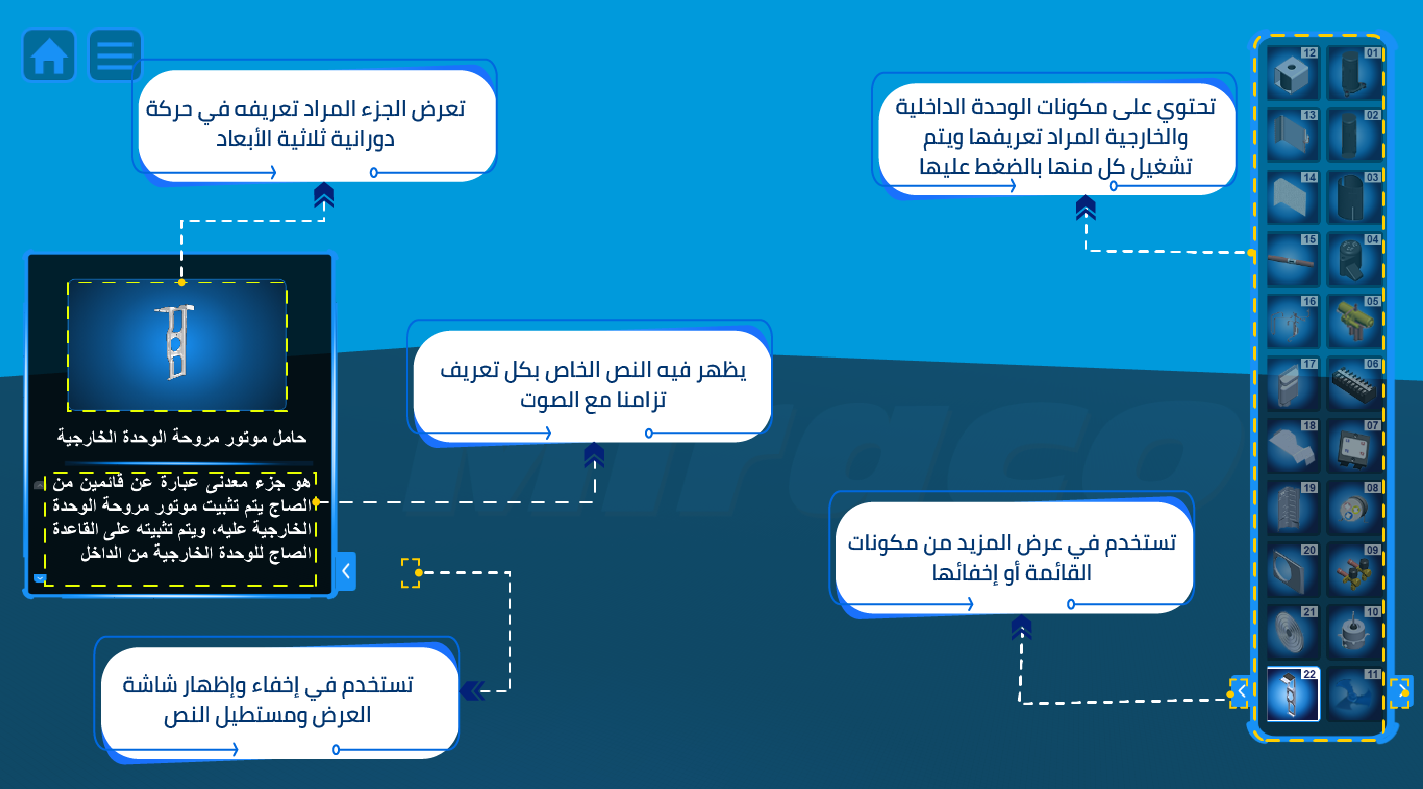 تعرض الجزء المراد تعريفه في حركة
دورانية ثلاثية الأبعاد
تحتوي على مكونات الوحدة الداخلية
والخارجية المراد تعريفها ويتم
تشغيل كل منها بالضغط عليها
يظهر فيه النص الخاص بكل تعريف
تزامنا مع الصوت
حامل موتور مروحة الوحدة الخارجية
هو جزء معدنى عبارة عن قائمين من
الصاج يتم تثبيت موتور مروحة الوحدة
الخارجية عليه، ويتم تثبيته على القاعدة
الصاج للوحدة الخارجية من الداخل
تستخدم في عرض المزيد من مكونات
القائمة أو إخفائها
تستخدم في إخفاء وإظهار شاشة
العرض ومستطيل النص
12 01
13 02
14 03
15 04
16 05
17 06
18 07
19 08
20 09
21 10
22 11